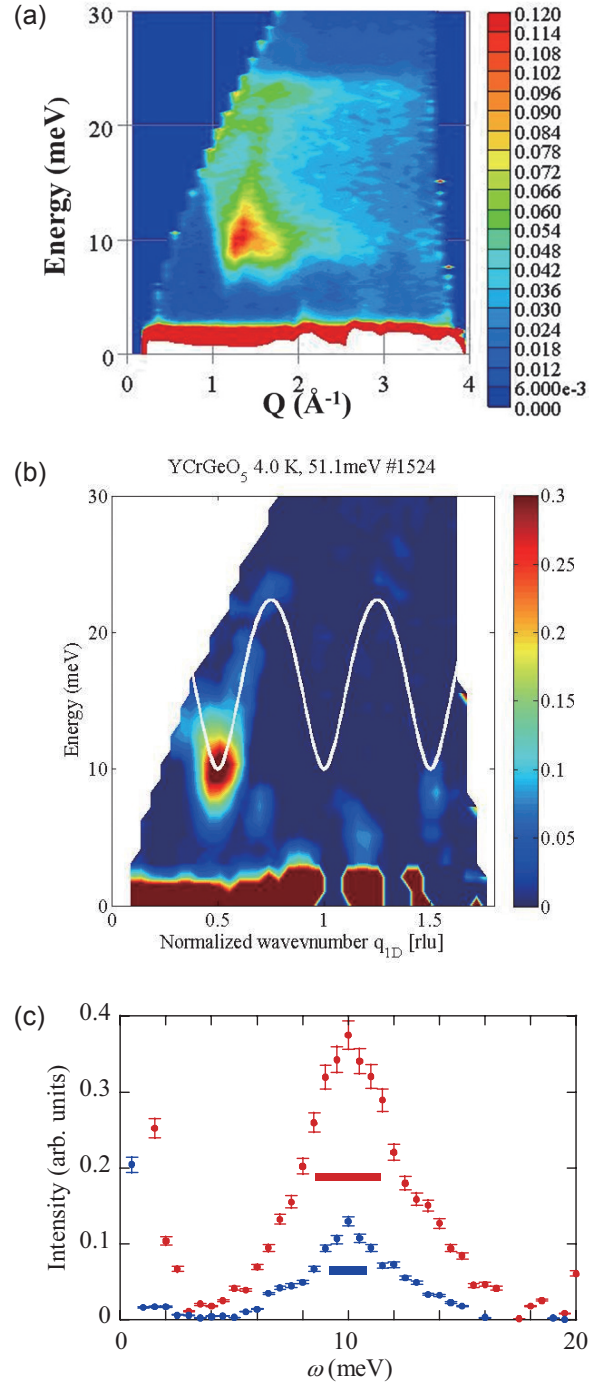 (a)
30
20
10
0
Energy (meV)
0 1 2 3 4
Q (Å⁻¹)
0.120
0.114
0.108
0.102
0.096
0.090
0.084
0.078
0.072
0.066
0.060
0.054
0.048
0.042
0.036
0.030
0.024
0.018
0.012
6.000e-3
0.000
(b)
YCrGeO₅ 4.0 K, 51.1meV #1524
30
20
10
0
Energy (meV)
0 0.5 1 1.5
Normalized wavevnumber q₁D [rlu]
0.3
0.25
0.2
0.15
0.1
0.05
0
(c)
0.4
0.3
0.2
0.1
0
Intensity (arb. units)
0 10 20
ω (meV)